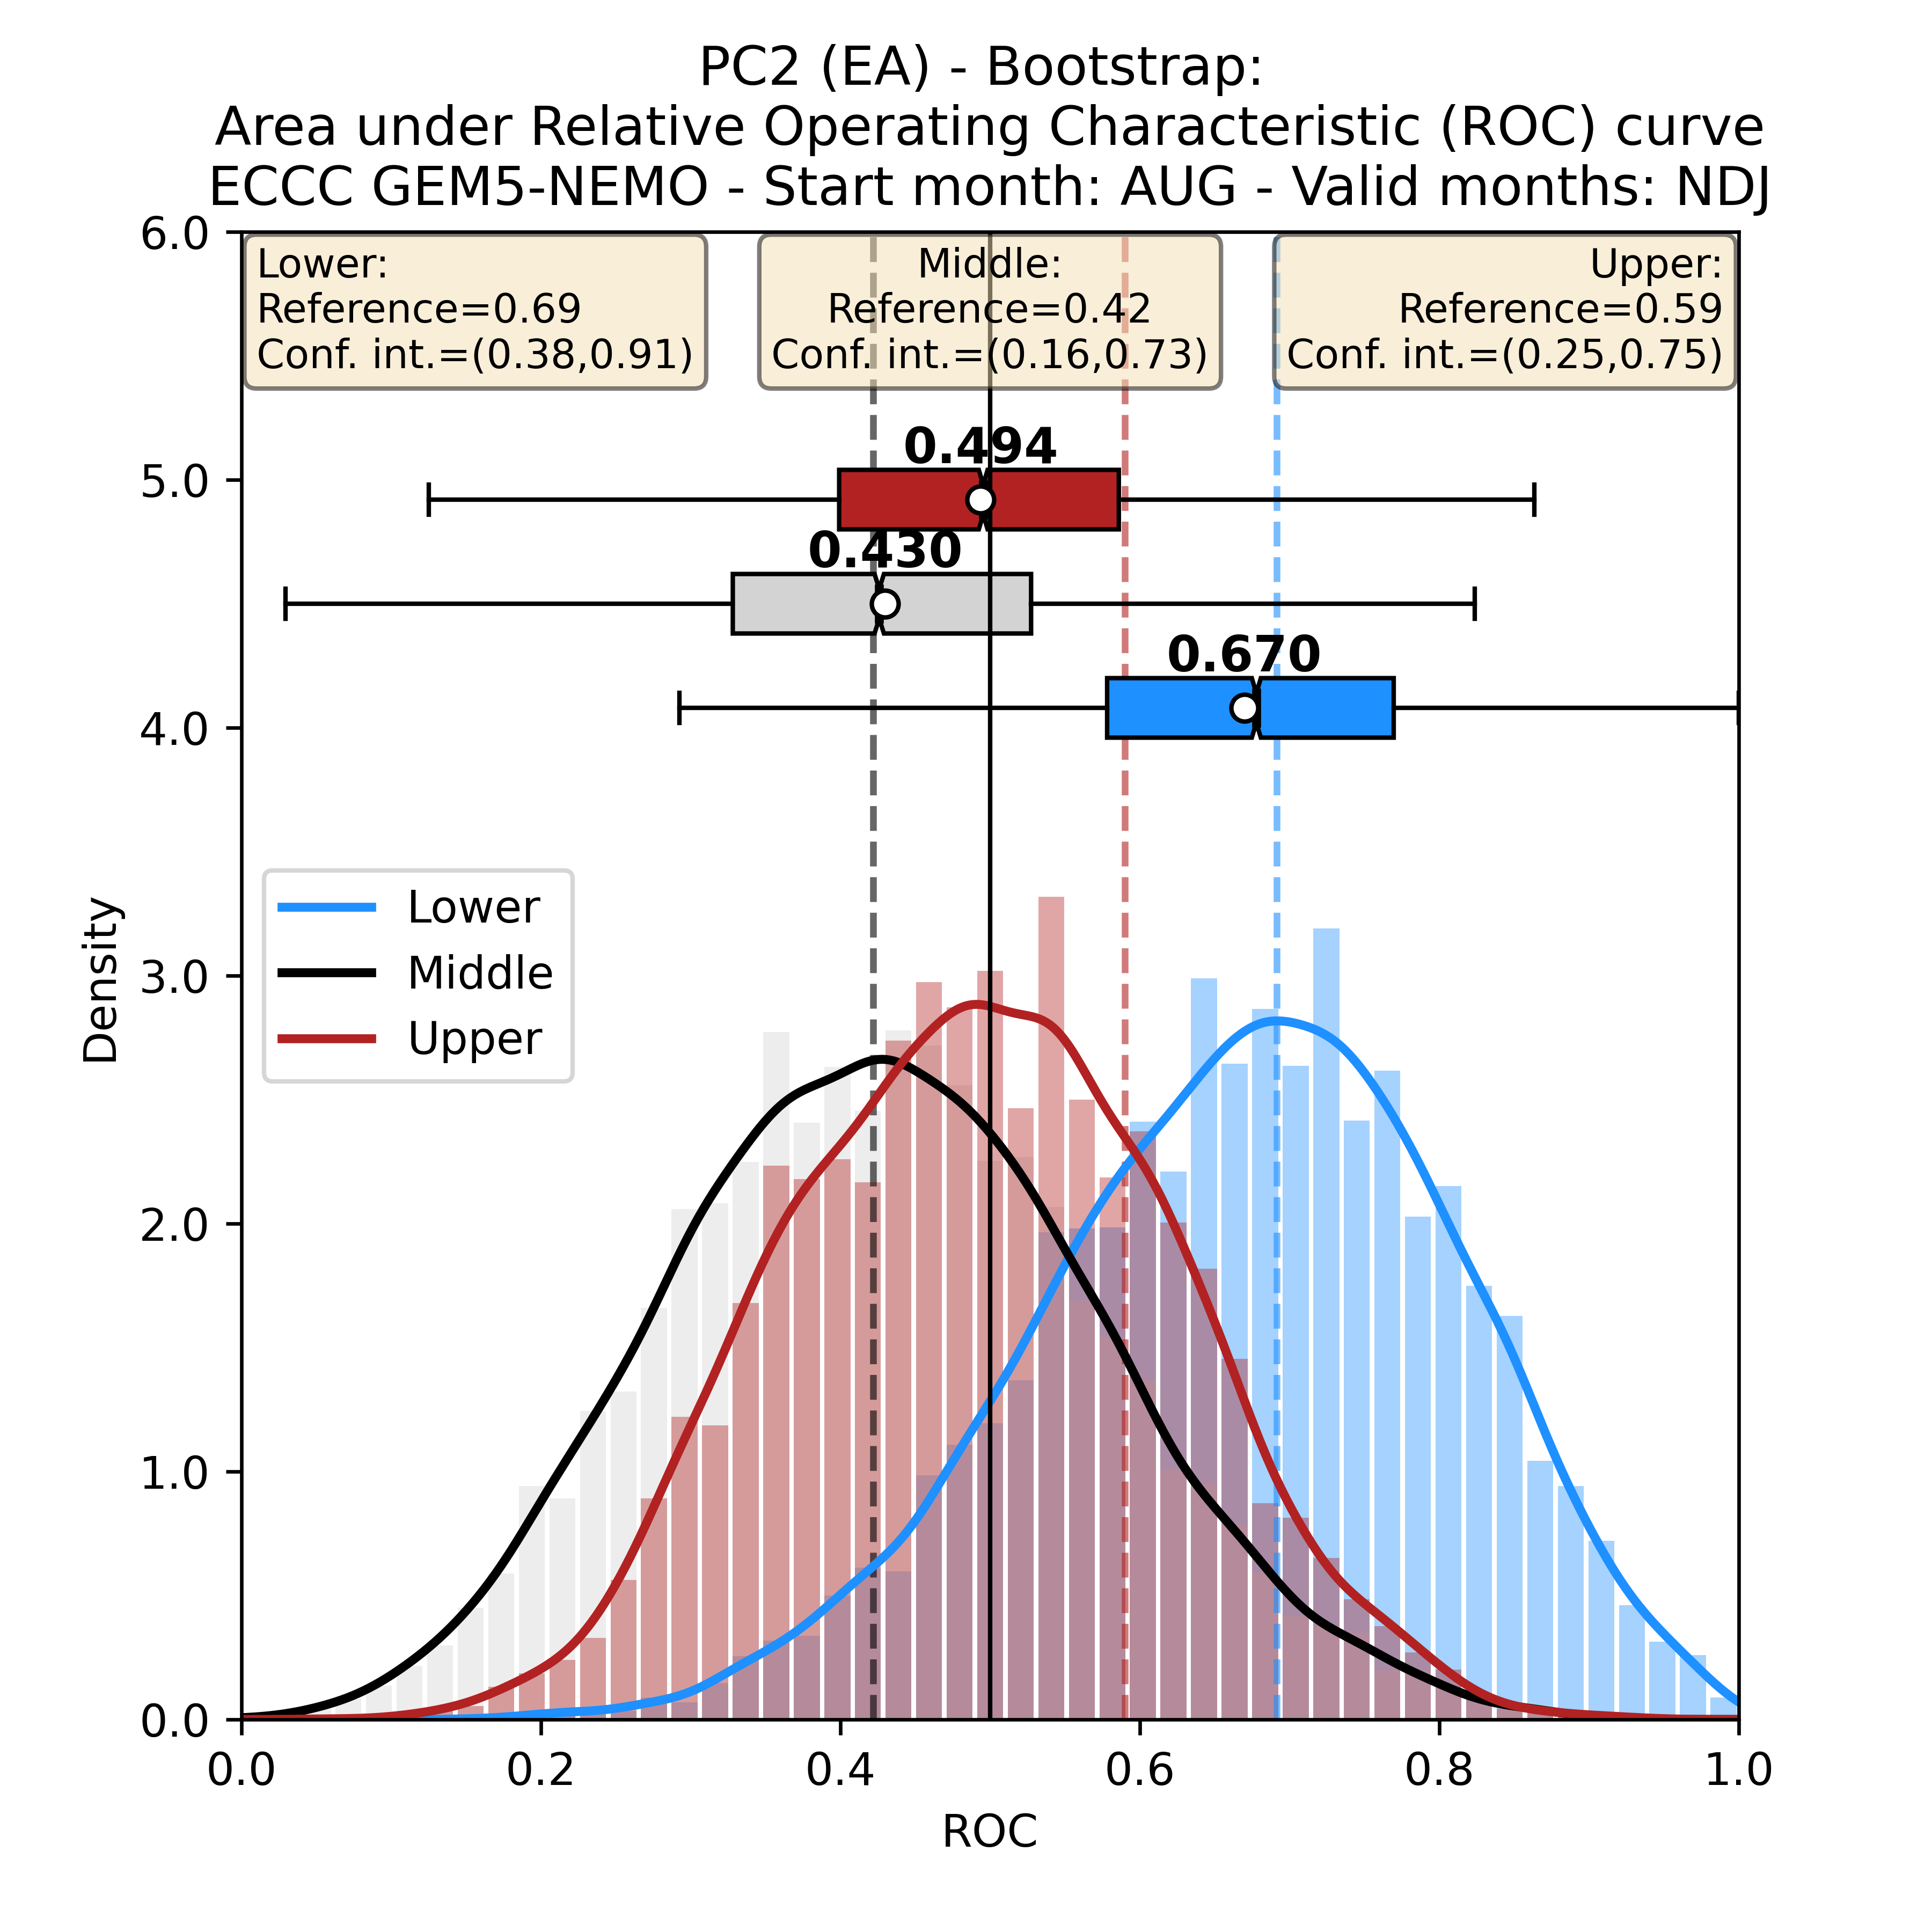 PC2 (EA) - Bootstrap:
Area under Relative Operating Characteristic (ROC) curve
ECCC GEM5-NEMO - Start month: AUG - Valid months: NDJ
Lower:
Reference=0.69
Conf. int.=(0.38,0.91)
Middle:
Reference=0.42
Conf. int.=(0.16,0.73)
Upper:
Reference=0.59
Conf. int.=(0.25,0.75)
0.494
0.430
0.670
Lower
Middle
Upper
Density
6.0
5.0
4.0
3.0
2.0
1.0
0.0
0.0 0.2 0.4 0.6 0.8 1.0
ROC